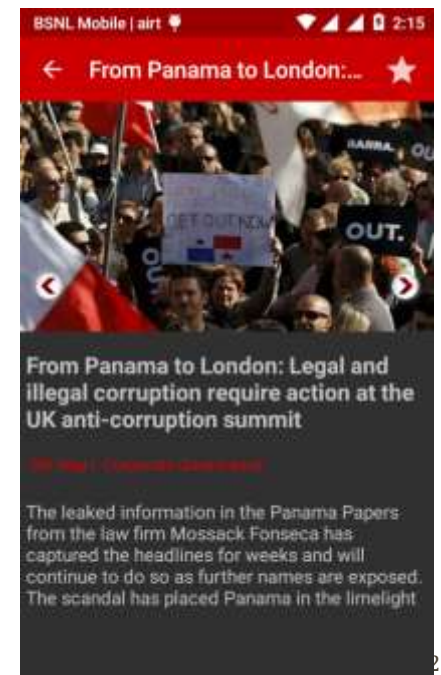 BSNL Mobile | airt 2:15
From Panama to London:...
BARRA.
OU
GET OUT NOW
OUT.
OU
From Panama to London: Legal and
illegal corruption require action at the
UK anti-corruption summit
The leaked information in the Panama Papers
from the law firm Mossack Fonseca has
captured the headlines for weeks and will
continue to do so as further names are exposed.
The scandal has placed Panama in the limelight
2